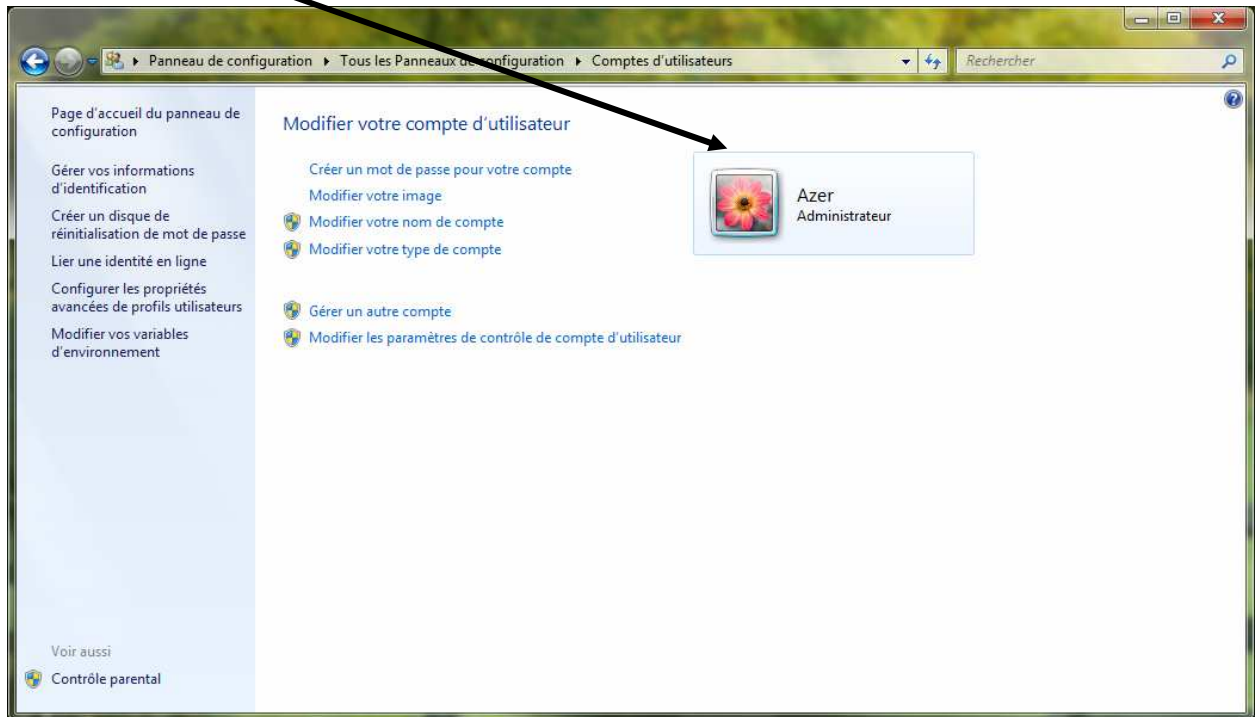 Panneau de configuration Tous les Panneaux de configuration Comptes d'utilisateurs Rechercher
Page d'accueil du panneau de
configuration
Gérer vos informations
d'identification
Créer un disque de
réinitialisation de mot de passe
Lier une identité en ligne
Configurer les propriétés
avancées de profils utilisateurs
Modifier vos variables
d'environnement
Voir aussi
Contrôle parental
Modifier votre compte d'utilisateur
Créer un mot de passe pour votre compte
Modifier votre image
Modifier votre nom de compte
Modifier votre type de compte
Gérer un autre compte
Modifier les paramètres de contrôle de compte d'utilisateur
Azer
Administrateur